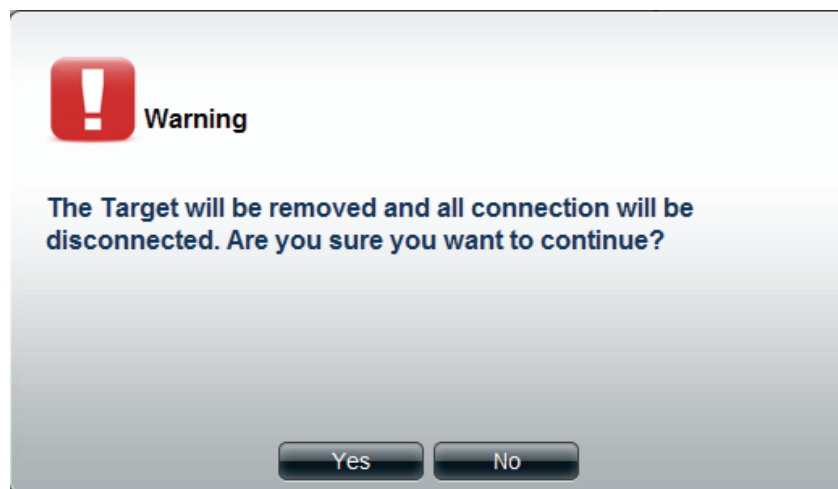 Warning
The Target will be removed and all connection will be
disconnected. Are you sure you want to continue?
Yes
No